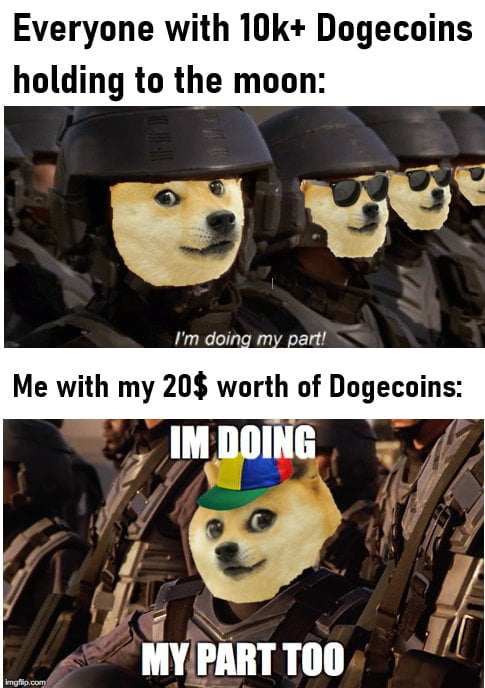 Everyone with 10k+ Dogecoins
holding to the moon:
I'm doing my part!
Me with my 20$ worth of Dogecoins:
IM DOING
MY PART TOO
imgflip.com